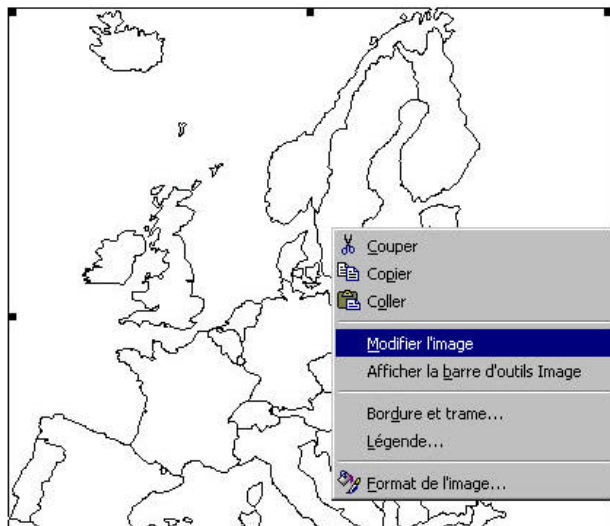 Couper
Copier
Coller
Modifier l'image
Afficher la barre d'outils Image
Bordure et trame...
Légende...
Format de l'image...